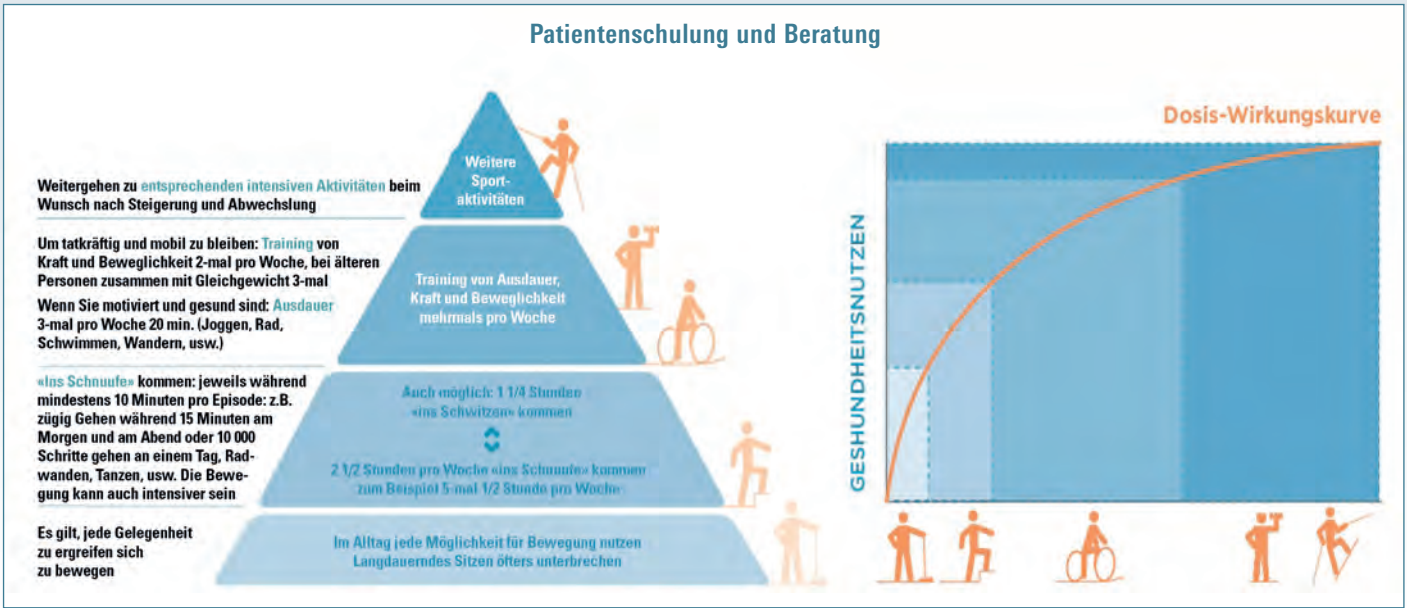 Patientenschulung und Beratung
Weitergehen zu entsprechenden intensiven Aktivitäten beim
Wunsch nach Steigerung und Abwechslung
Um tatkräftig und mobil zu bleiben: Training von
Kraft und Beweglichkeit 2-mal pro Woche, bei älteren
Personen zusammen mit Gleichgewicht 3-mal
Wenn Sie motiviert und gesund sind: Ausdauer
3-mal pro Woche 20 min. (Joggen, Rad,
Schwimmen, Wandern, usw.)
«Ins Schnuufe» kommen: jeweils während
mindestens 10 Minuten pro Episode: z.B.
zügig Gehen während 15 Minuten am
Morgen und am Abend oder 10 000
Schritte gehen an einem Tag, Rad-
wanden, Tanzen, usw. Die Bewe-
gung kann auch intensiver sein
Es gilt, jede Gelegenheit
zu ergreifen sich
zu bewegen
Weitere
Sport-
aktivitäten
Training von Ausdauer,
Kraft und Beweglichkeit
mehrmals pro Woche
Auch möglich: 1 1/4 Stunden
«ins Schwitzen» kommen
2 1/2 Stunden pro Woche «ins Schnuufe» kommen
zum Beispiel 5-mal 1/2 Stunde pro Woche
Im Alltag jede Möglichkeit für Bewegung nutzen
Langdauerndes Sitzen öfters unterbrechen
Dosis-Wirkungskurve
GESHUNDHEITSNUTZEN